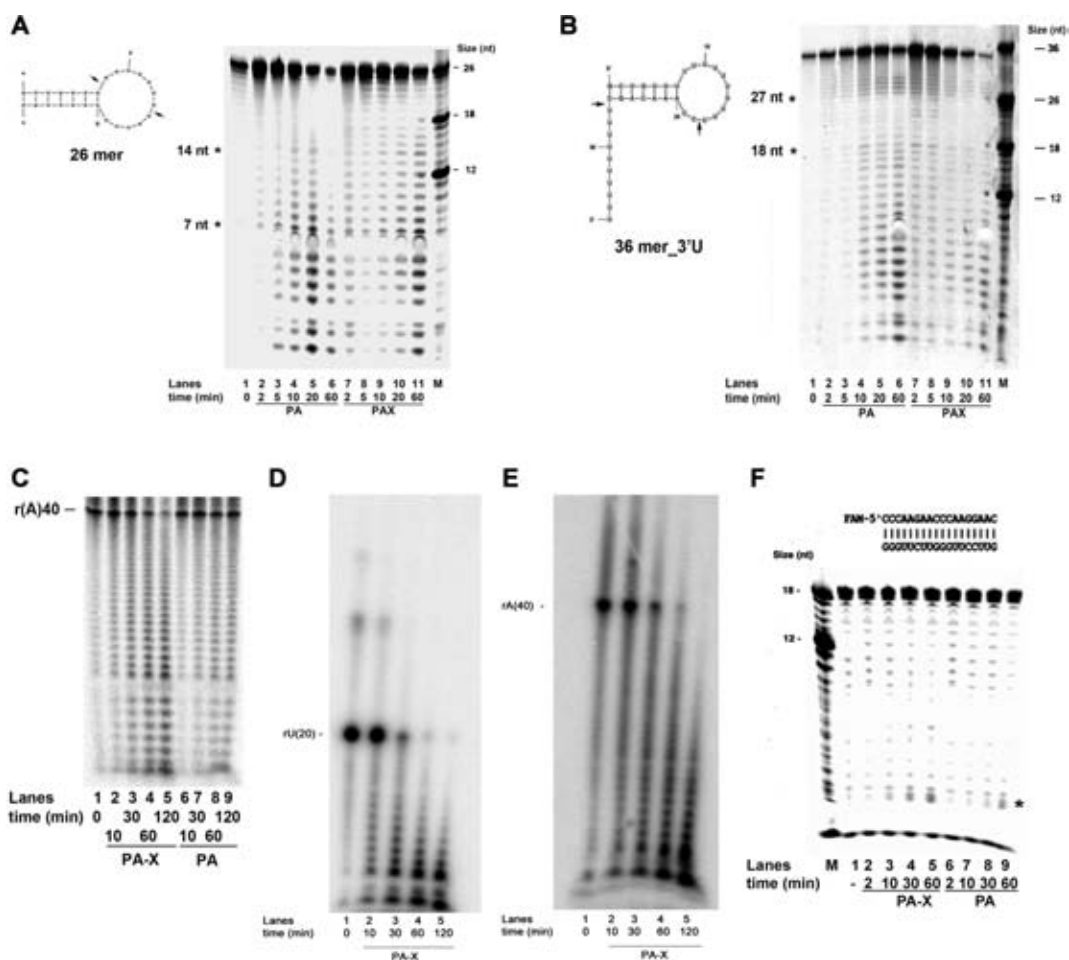 A
Size (nt)
26
18
26 mer
14 nt *
12
7 nt *
Lanes 1 2 3 4 5 6 7 8 9 10 11 M
time (min) 0 2 5 10 20 60 2 5 9 20 60
PA PAX
B
Size (nt)
36
27 nt *
26
18 nt *
18
12
36 mer_3'U
Lanes 1 2 3 4 5 6 7 8 9 10 11 M
time (min) 0 2 5 10 20 60 2 5 10 20 60
PA PAX
C
r(A)40
Lanes 1 2 3 4 5 6 7 8 9
time (min) 0 30 120 30 120
10 60 10 60
PA-X PA
D
rU(20) -
Lanes 1 2 3 4 5
time (min) 0 10 30 60 120
PA-X
E
rA(40) -
Lanes 1 2 3 4 5
time (min) 0 10 30 60 120
PA-X
F
FAM-5'CCCAAGAACCCAAGGAAC
GGGUUCUUGGGUUCCUUG
Size (nt)
18 -
12 -
*
Lanes M 1 2 3 4 5 6 7 8 9
time (min) - 2 10 30 60 2 10 30 60
PA-X PA